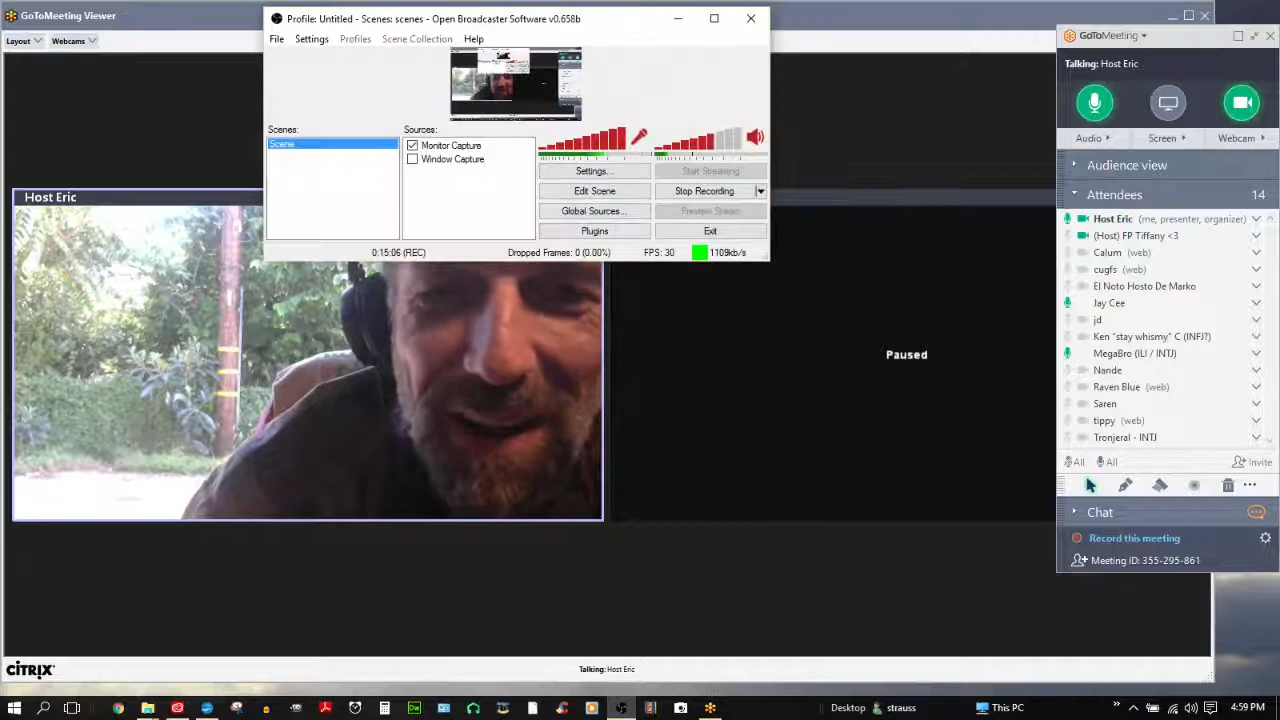 GoToMeeting Viewer
Layout
Webcams
Profile: Untitled - Scenes: scenes - Open Broadcaster Software v0.658b
File
Settings
Profiles
Scene Collection
Help
Scenes:
Scene
Sources:
Monitor Capture
Window Capture
Settings...
Start Streaming
Edit Scene
Stop Recording
Global Sources...
Preview Stream
Plugins
Exit
0:15:06 (REC)
Dropped Frames: 0 (0.00%)
FPS: 30
1109kb/s
Host Eric
Paused
GoToMeeting
Talking: Host Eric
Audio
Screen
Webcam
Audience view
Attendees 14
Host Eric (me, presenter, organizer)
(Host) FP Tiffany <3
Calum (web)
cugfs (web)
El Noto Hosto De Marko
Jay Cee
jd
Ken "stay whismy" C (INFJ?)
MegaBro (ILI / INTJ)
Nande
Raven Blue (web)
Saren
tippy (web)
Tronjeral - INTJ
All
All
Invite
Chat
Record this meeting
Meeting ID: 355-295-861
CİTRIX
Talking: Host Eric
Desktop
strauss
This PC
4:59 PM